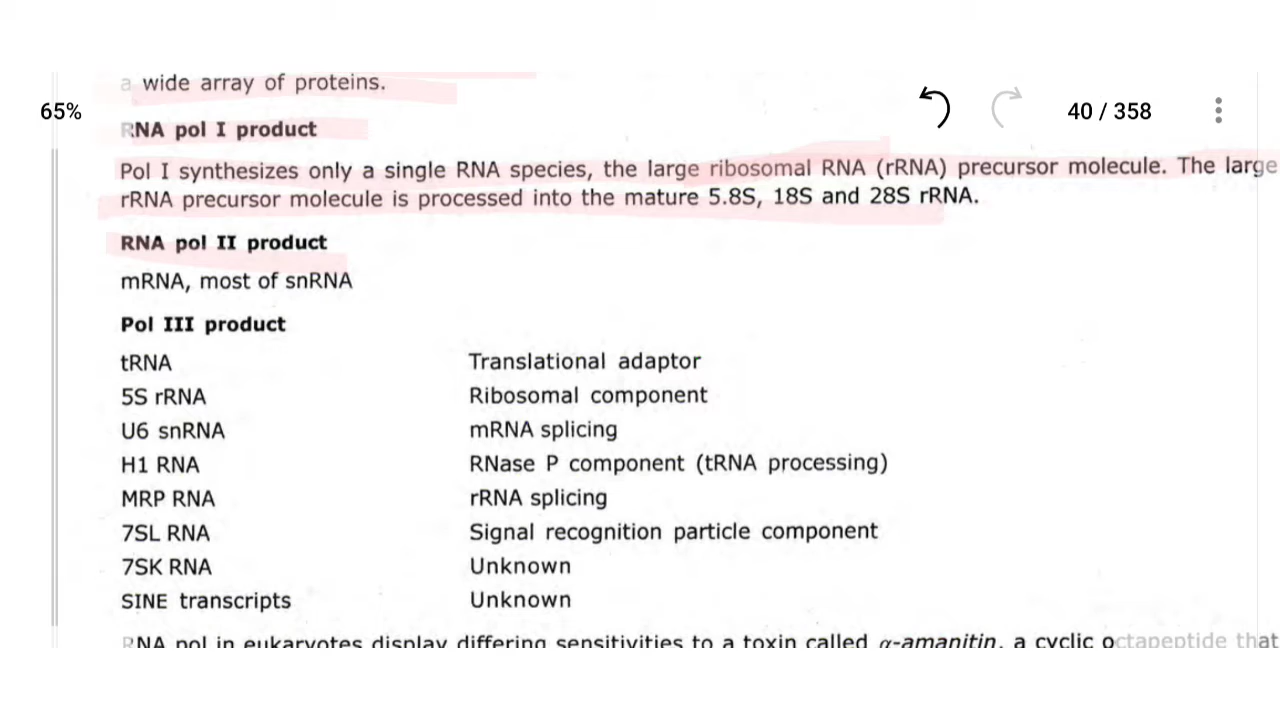 a wide array of proteins.
65%
40 / 358
RNA pol I product
Pol I synthesizes only a single RNA species, the large ribosomal RNA (rRNA) precursor molecule. The large
rRNA precursor molecule is processed into the mature 5.8S, 18S and 28S rRNA.
RNA pol II product
mRNA, most of snRNA
Pol III product
tRNA Translational adaptor
5S rRNA Ribosomal component
U6 snRNA mRNA splicing
H1 RNA RNase P component (tRNA processing)
MRP RNA rRNA splicing
7SL RNA Signal recognition particle component
7SK RNA Unknown
SINE transcripts Unknown
RNA pol in eukaryotes display differing sensitivities to a toxin called α-amanitin, a cyclic octapeptide that